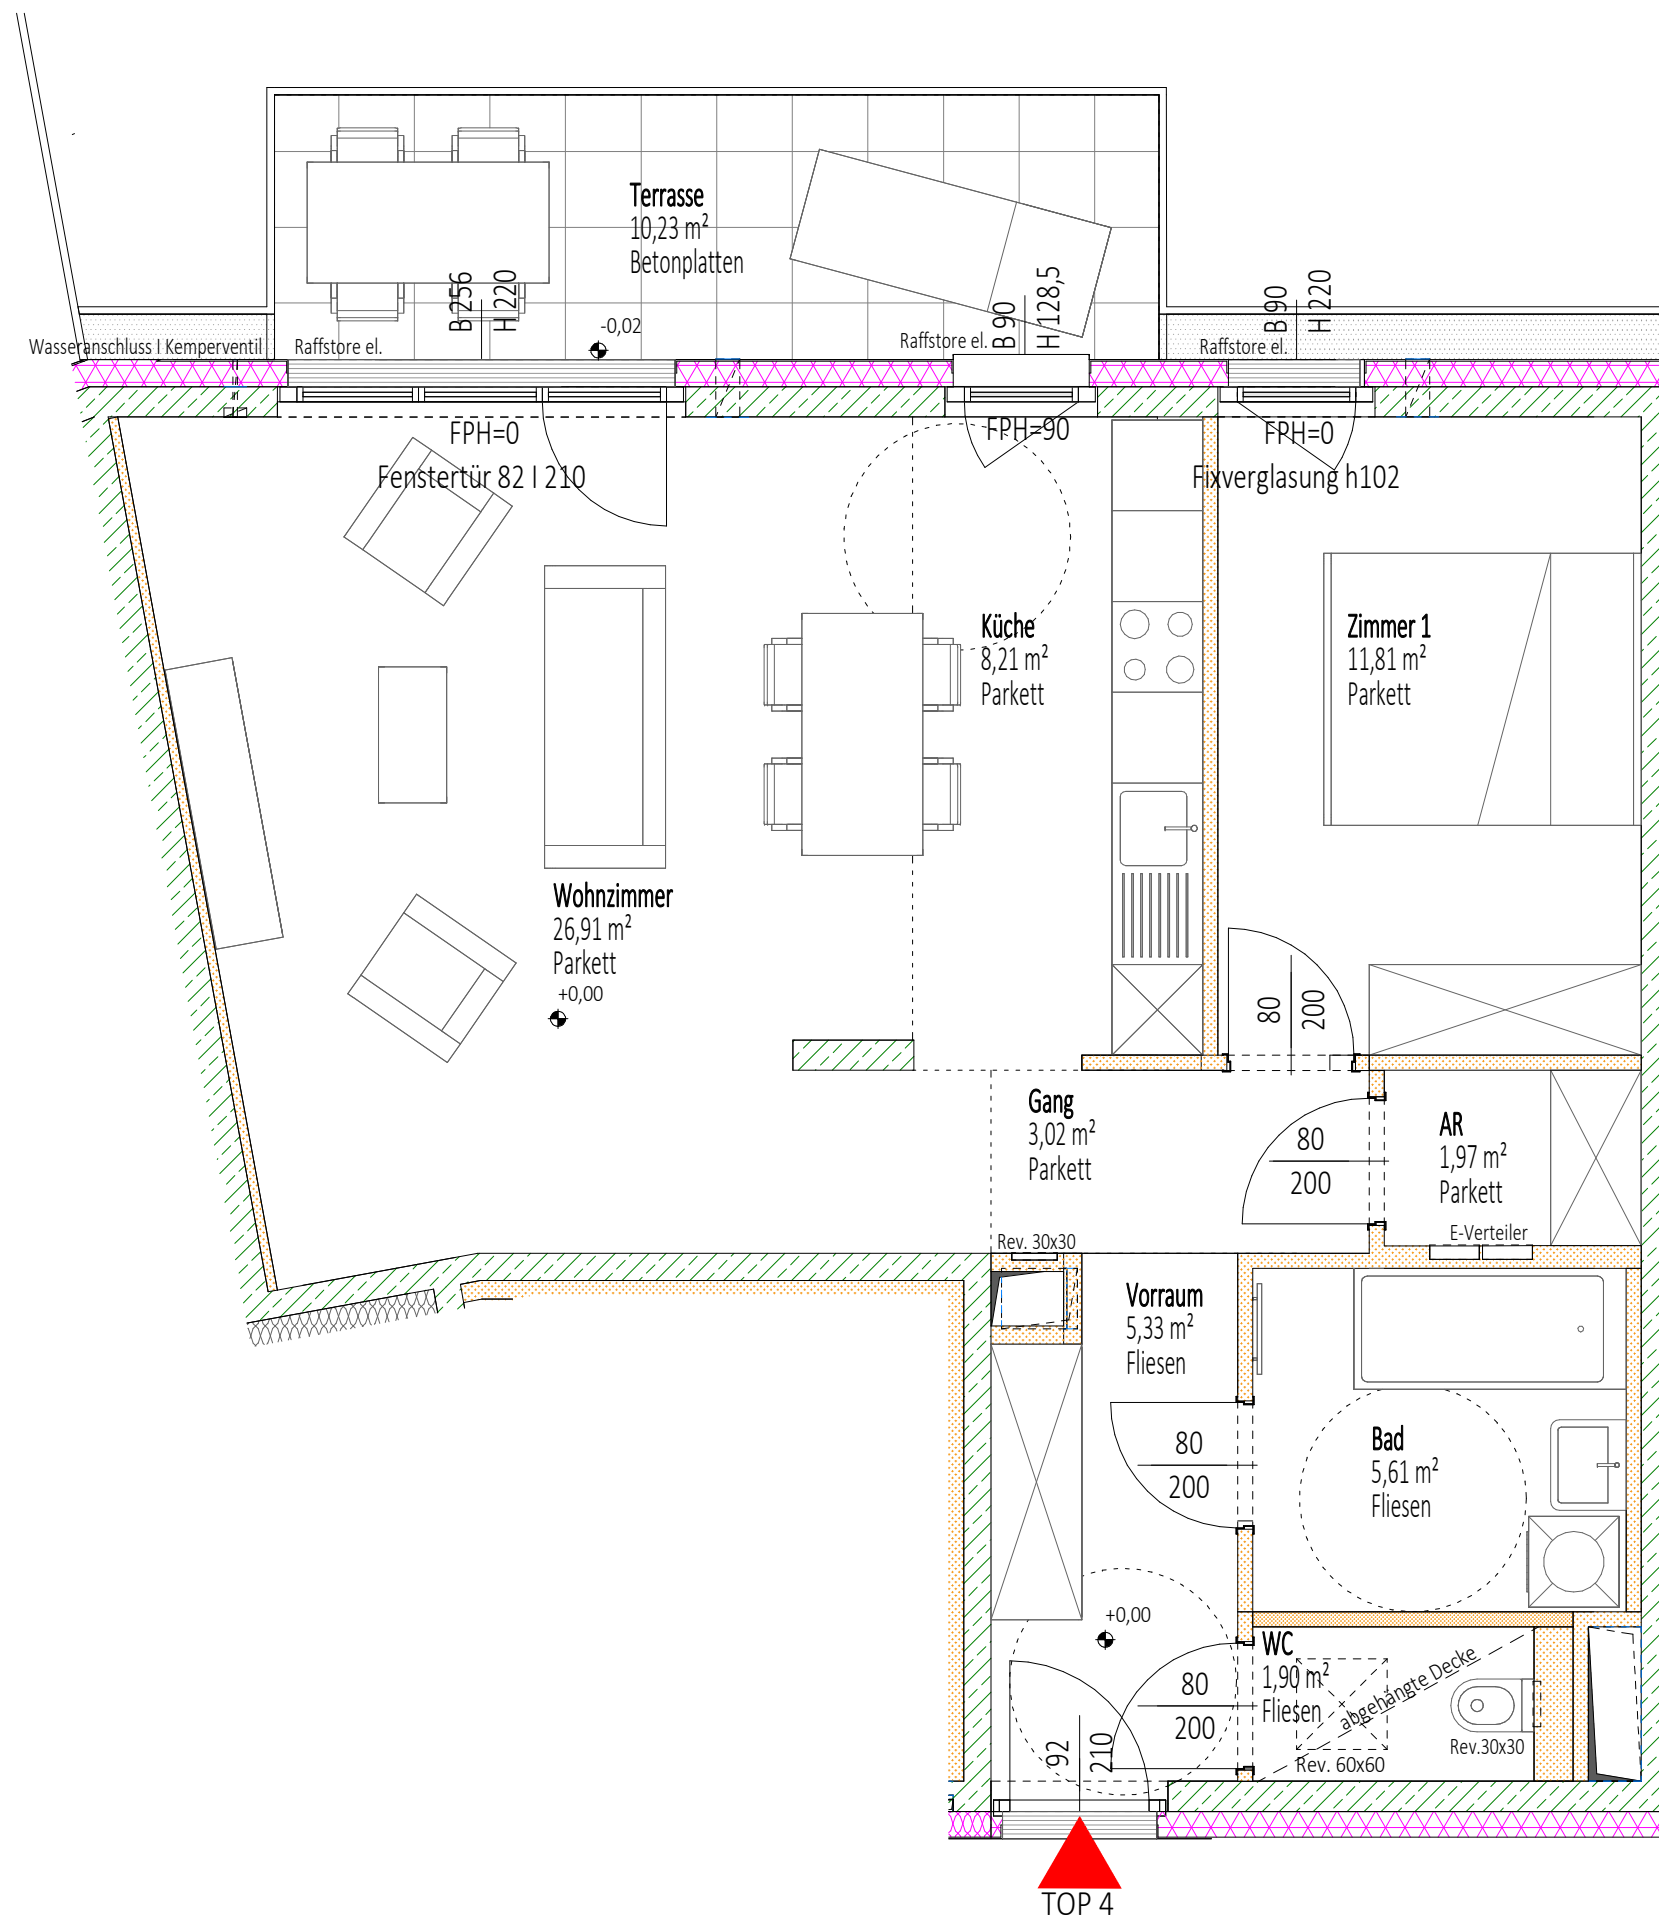 Terrasse
10,23 m²
Betonplatten
B 256
H 220
-0,02
B 90
H 128,5
B 90
H 220
Wasseranschluss I Kemperventil
Raffstore el.
Raffstore el.
Raffstore el.
FPH=0
Fenstertür 82 I 210
FPH=90
FPH=0
Fixverglasung h102
Küche
8,21 m²
Parkett
Zimmer 1
11,81 m²
Parkett
Wohnzimmer
26,91 m²
Parkett
+0,00
80
200
Gang
3,02 m²
Parkett
80
200
AR
1,97 m²
Parkett
E-Verteiler
Rev. 30x30
Vorraum
5,33 m²
Fliesen
80
200
Bad
5,61 m²
Fliesen
+0,00
80
200
WC
1,90 m²
Fliesen
abgehängte Decke
Rev. 60x60
Rev.30x30
92
210
TOP 4